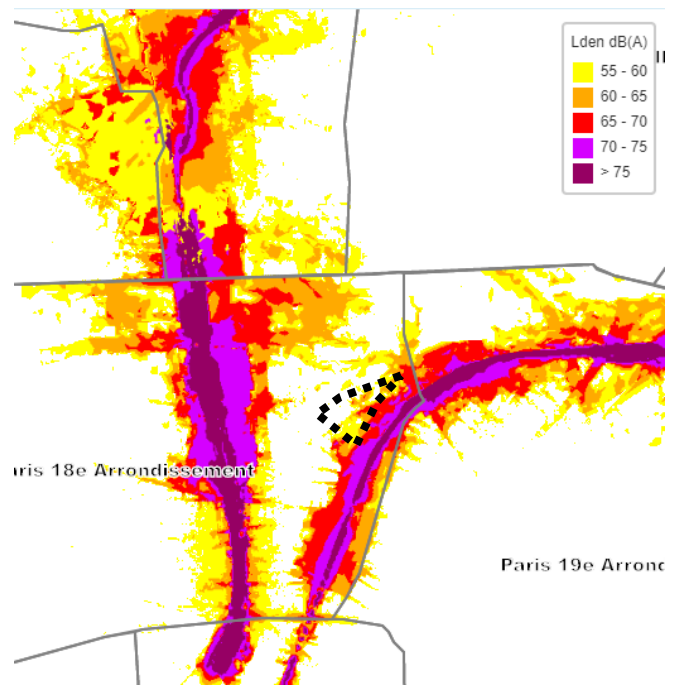 Lden dB(A)
55 - 60
60 - 65
65 - 70
70 - 75
> 75
aris 18e Arrondissement
Paris 19e Arrond